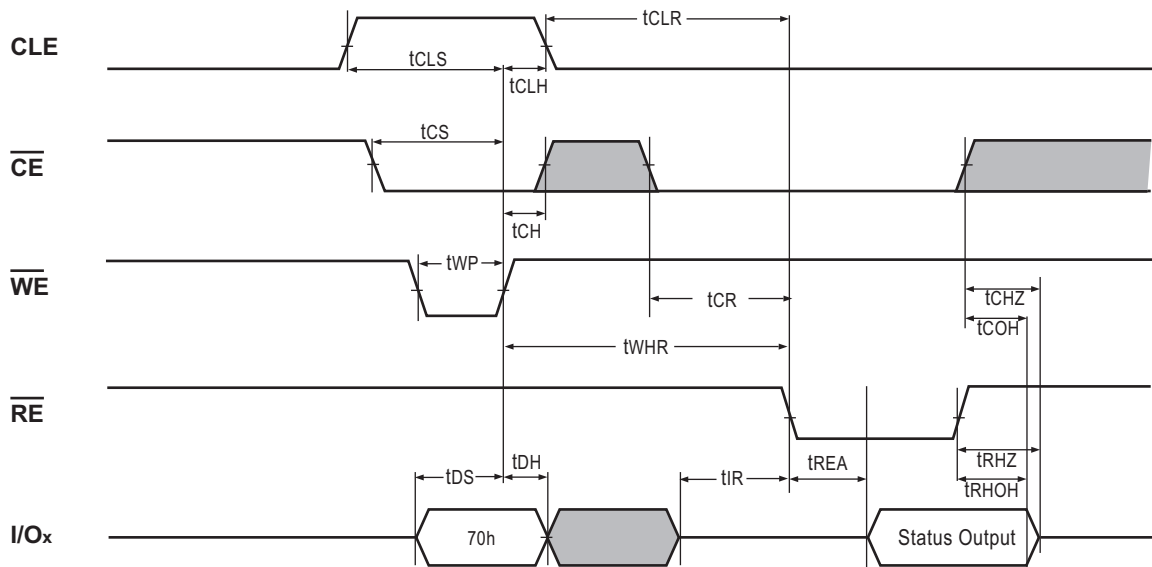 tCLR
CLE
tCLS
tCLH
tCS
CE
tCH
tWP
WE
tCR
tCHZ
tCOH
tWHR
RE
tREA
tRHZ
tDS
tDH
tIR
tRHOH
I/Ox
70h
Status Output